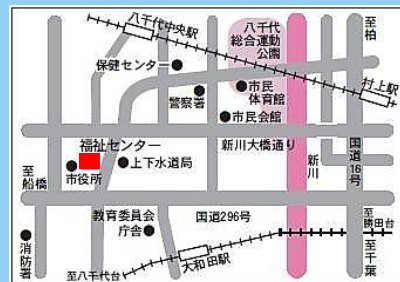 八千代中央駅
八千代
総合運動
公園
至柏
保健センター
村上駅
警察署
市民
体育館
市民会館
福祉センター
新川大橋通り
至
船橋
市役所
上下水道局
新川
国道16号
教育委員会
庁舎
国道296号
至
勝田台
消防署
至八千代台
大和田駅
至千葉